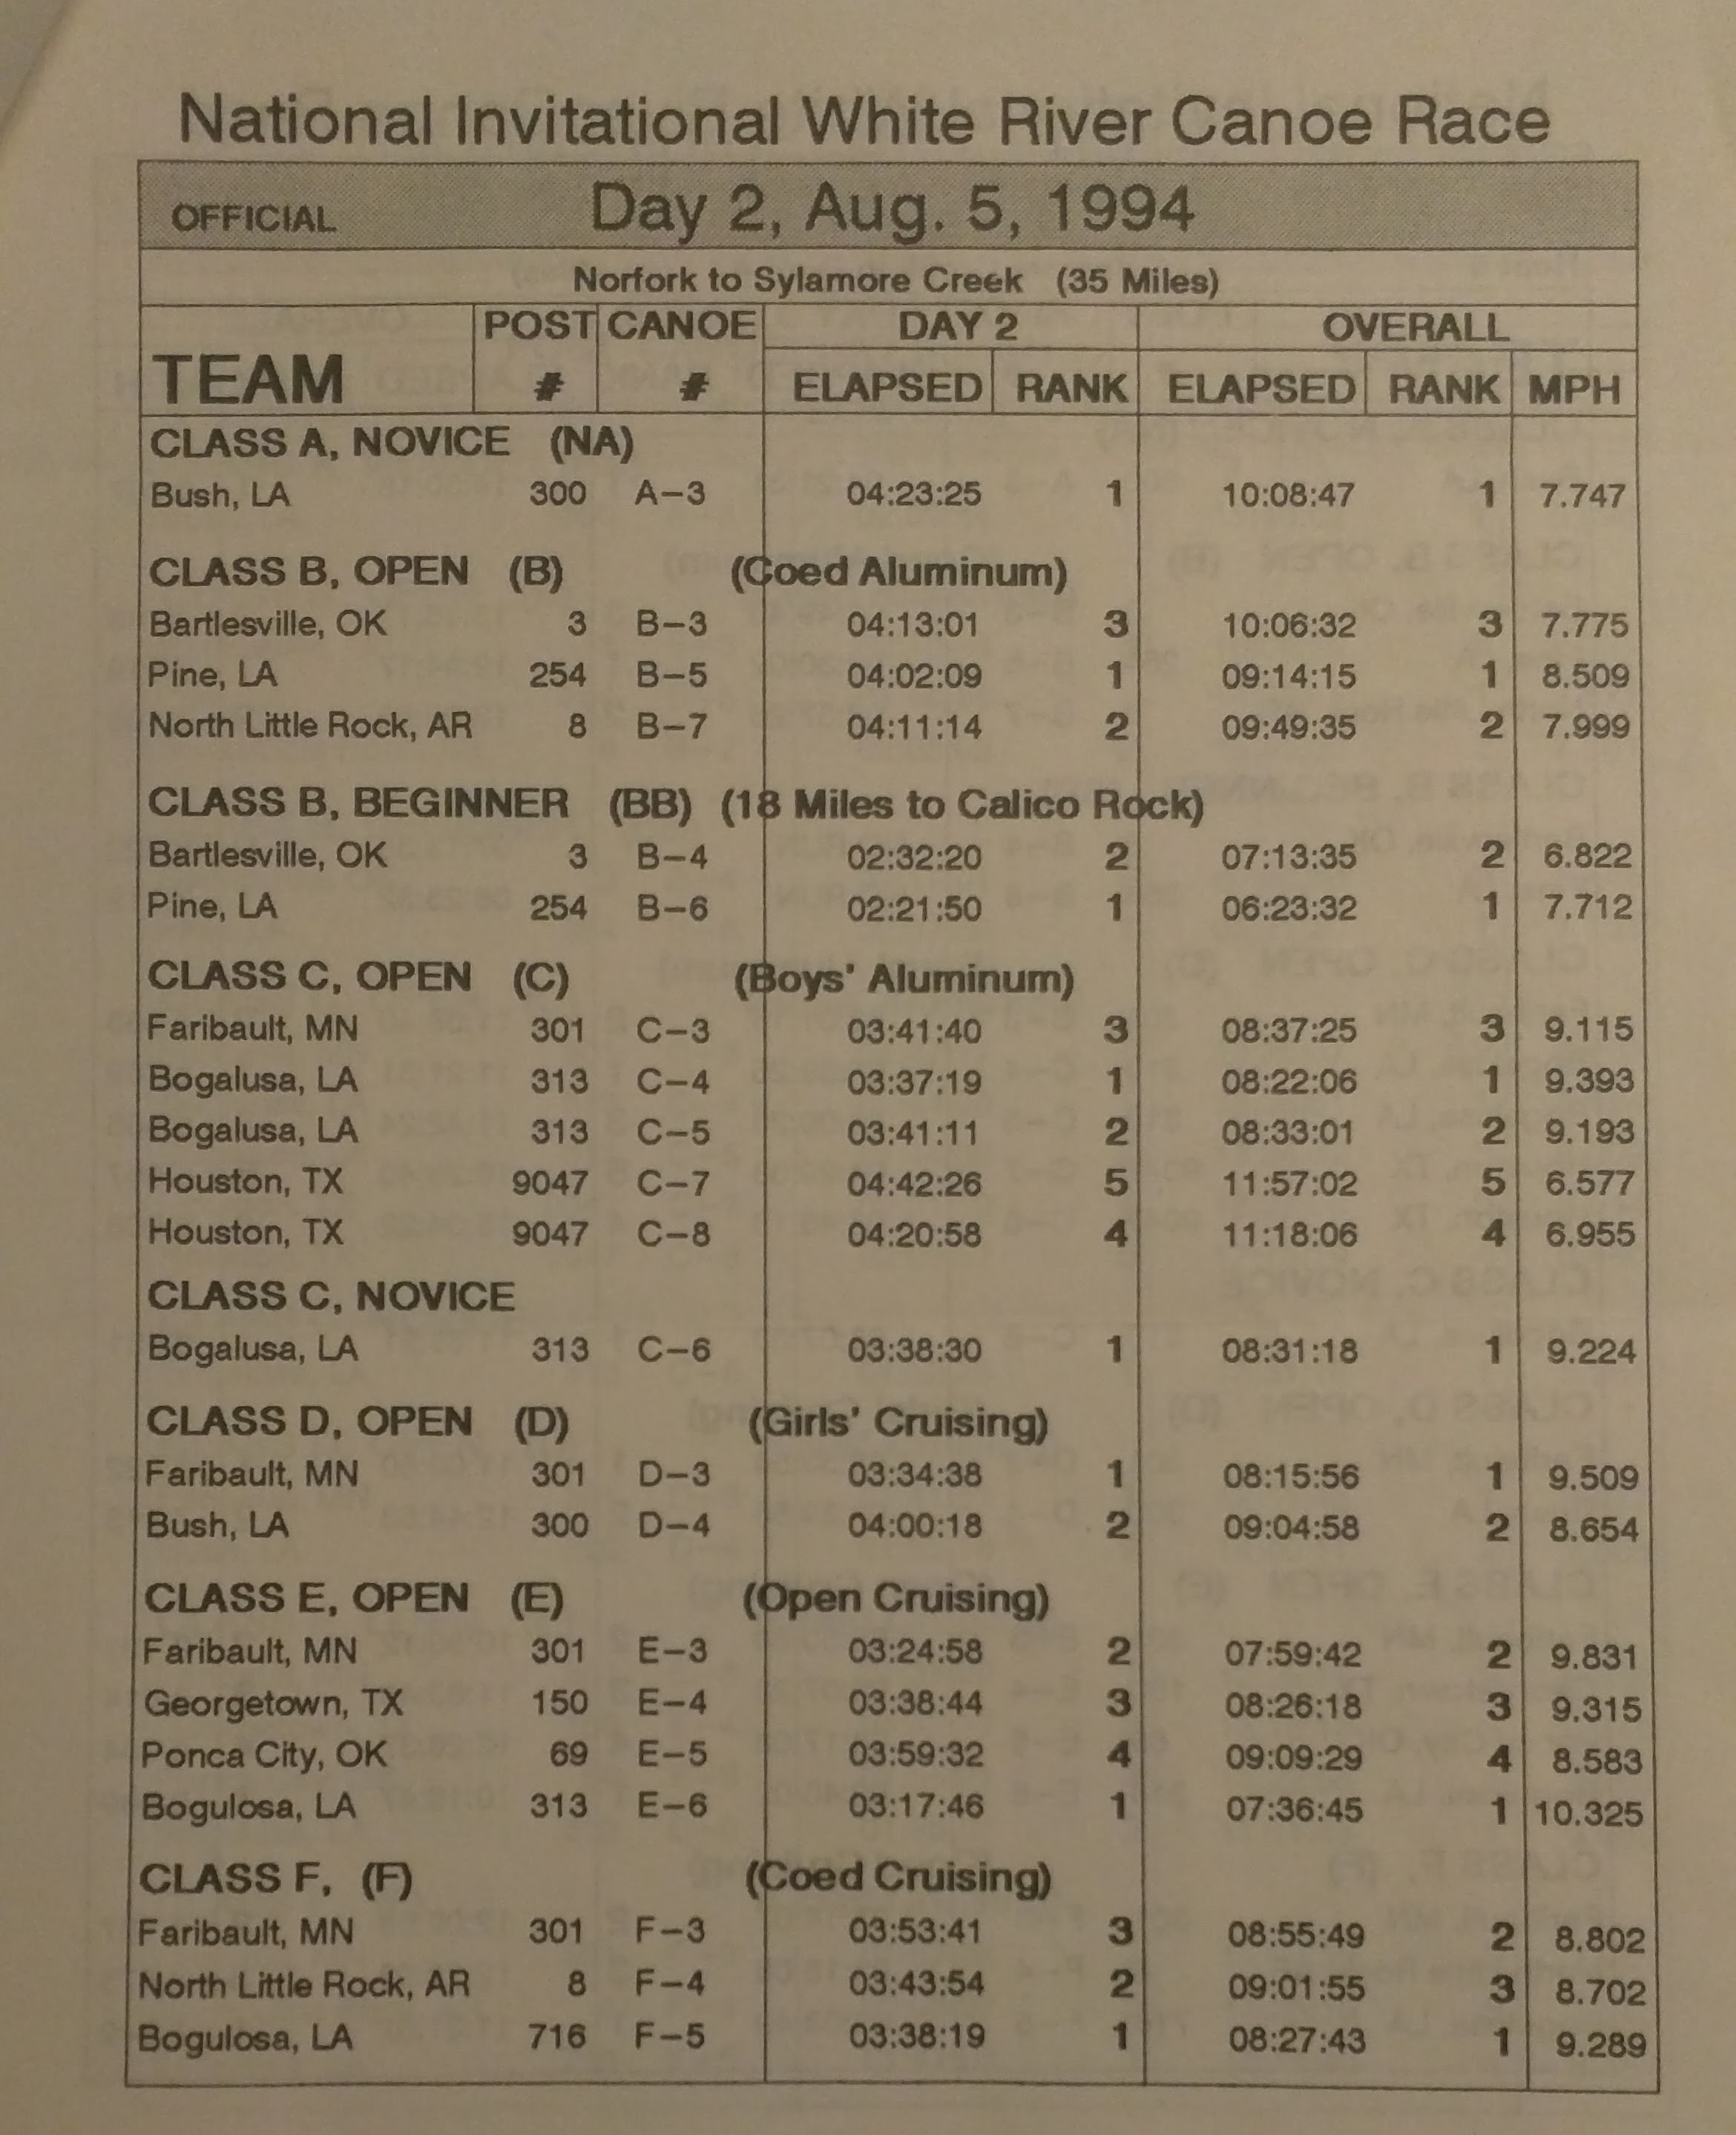 National Invitational White River Canoe Race
OFFICIAL Day 2, Aug. 5, 1994
Norfork to Sylamore Creek (35 Miles)
POST CANOE DAY 2 OVERALL
TEAM # # ELAPSED RANK ELAPSED RANK MPH
CLASS A, NOVICE (NA)
Bush, LA 300 A-3 04:23:25 1 10:08:47 1 7.747
CLASS B, OPEN (B) (Coed Aluminum)
Bartlesville, OK 3 B-3 04:13:01 3 10:06:32 3 7.775
Pine, LA 254 B-5 04:02:09 1 09:14:15 1 8.509
North Little Rock, AR 8 B-7 04:11:14 2 09:49:35 2 7.999
CLASS B, BEGINNER (BB) (18 Miles to Calico Rock)
Bartlesville, OK 3 B-4 02:32:20 2 07:13:35 2 6.822
Pine, LA 254 B-6 02:21:50 1 06:23:32 1 7.712
CLASS C, OPEN (C) (Boys' Aluminum)
Faribault, MN 301 C-3 03:41:40 3 08:37:25 3 9.115
Bogalusa, LA 313 C-4 03:37:19 1 08:22:06 1 9.393
Bogalusa, LA 313 C-5 03:41:11 2 08:33:01 2 9.193
Houston, TX 9047 C-7 04:42:26 5 11:57:02 5 6.577
Houston, TX 9047 C-8 04:20:58 4 11:18:06 4 6.955
CLASS C, NOVICE
Bogalusa, LA 313 C-6 03:38:30 1 08:31:18 1 9.224
CLASS D, OPEN (D) (Girls' Cruising)
Faribault, MN 301 D-3 03:34:38 1 08:15:56 1 9.509
Bush, LA 300 D-4 04:00:18 2 09:04:58 2 8.654
CLASS E, OPEN (E) (Open Cruising)
Faribault, MN 301 E-3 03:24:58 2 07:59:42 2 9.831
Georgetown, TX 150 E-4 03:38:44 3 08:26:18 3 9.315
Ponca City, OK 69 E-5 03:59:32 4 09:09:29 4 8.583
Bogulosa, LA 313 E-6 03:17:46 1 07:36:45 1 10.325
CLASS F, (F) (Coed Cruising)
Faribault, MN 301 F-3 03:53:41 3 08:55:49 2 8.802
North Little Rock, AR 8 F-4 03:43:54 2 09:01:55 3 8.702
Bogulosa, LA 716 F-5 03:38:19 1 08:27:43 1 9.289